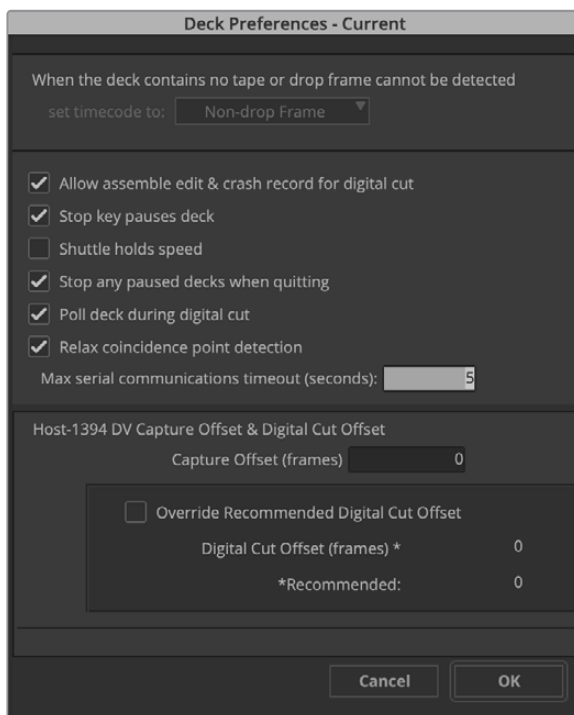 Deck Preferences - Current
When the deck contains no tape or drop frame cannot be detected
set timecode to: Non-drop Frame
Allow assemble edit & crash record for digital cut
Stop key pauses deck
Shuttle holds speed
Stop any paused decks when quitting
Poll deck during digital cut
Relax coincidence point detection
Max serial communications timeout (seconds): 5
Host-1394 DV Capture Offset & Digital Cut Offset
Capture Offset (frames) 0
Override Recommended Digital Cut Offset
Digital Cut Offset (frames) * 0
*Recommended: 0
Cancel OK